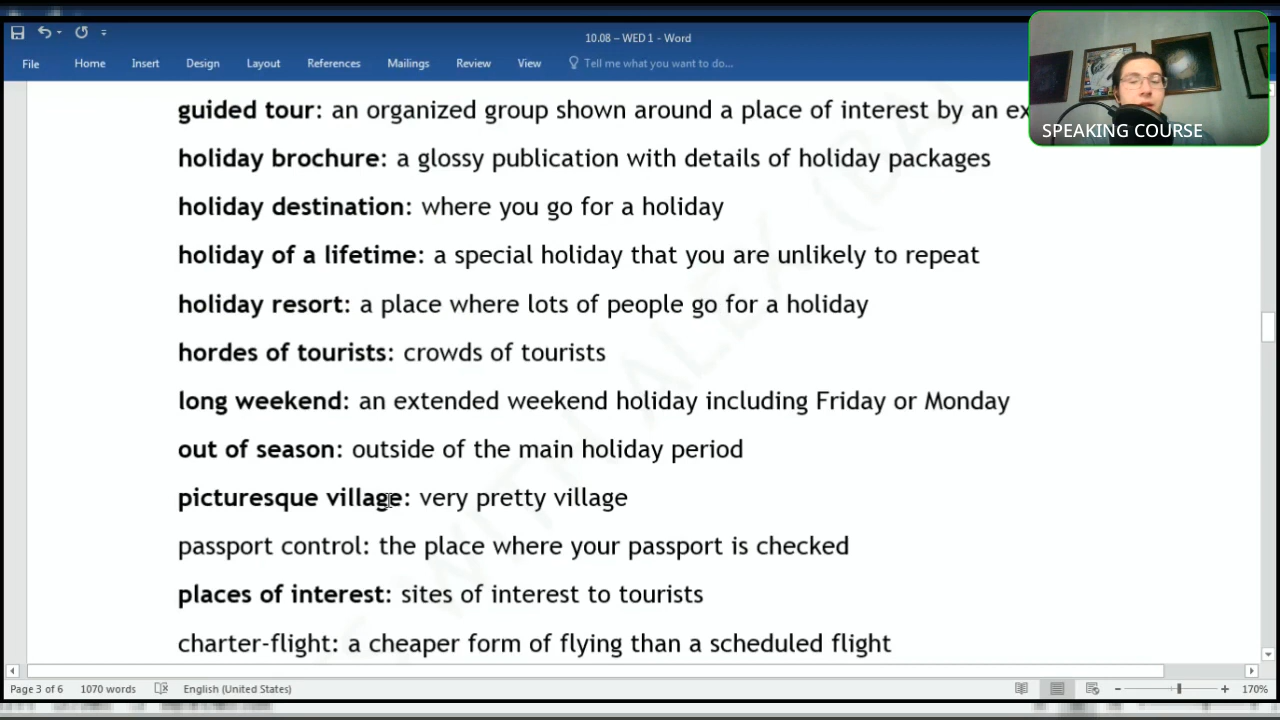 10.08 – WED 1 - Word
File Home Insert Design Layout References Mailings Review View Tell me what you want to do...
SPEAKING COURSE
guided tour: an organized group shown around a place of interest by an
holiday brochure: a glossy publication with details of holiday packages
holiday destination: where you go for a holiday
holiday of a lifetime: a special holiday that you are unlikely to repeat
holiday resort: a place where lots of people go for a holiday
hordes of tourists: crowds of tourists
long weekend: an extended weekend holiday including Friday or Monday
out of season: outside of the main holiday period
picturesque village: very pretty village
passport control: the place where your passport is checked
places of interest: sites of interest to tourists
charter-flight: a cheaper form of flying than a scheduled flight
Page 3 of 6 1070 words English (United States) 170%